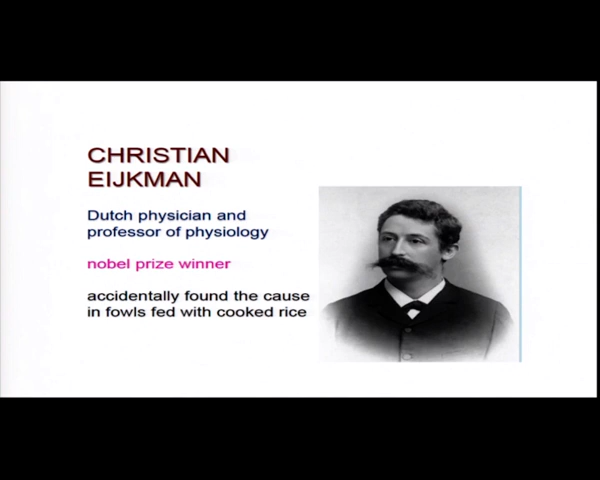 CHRISTIAN
EIJKMAN
Dutch physician and
professor of physiology
nobel prize winner
accidentally found the cause
in fowls fed with cooked rice